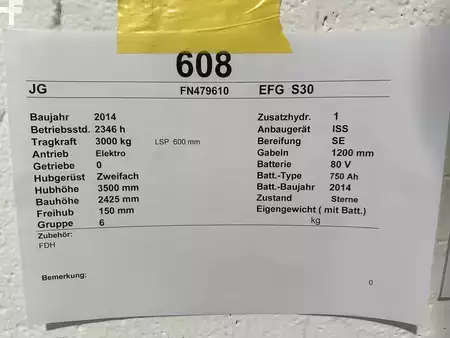 608
JG FN479610 EFG S30
Baujahr 2014 Zusatzhydr. 1
Betriebsstd. 2346 h Anbaugerät ISS
Tragkraft 3000 kg LSP 600 mm Bereifung SE
Antrieb Elektro Gabeln 1200 mm
Getriebe 0 Batterie 80 V
Hubgerüst Zweifach Batt.-Type 750 Ah
Hubhöhe 3500 mm Batt.-Baujahr 2014
Bauhöhe 2425 mm Zustand Sterne
Freihub 150 mm Eigengewicht ( mit Batt.)
Gruppe 6 kg
Zubehör:
FDH
Bemerkung: 0